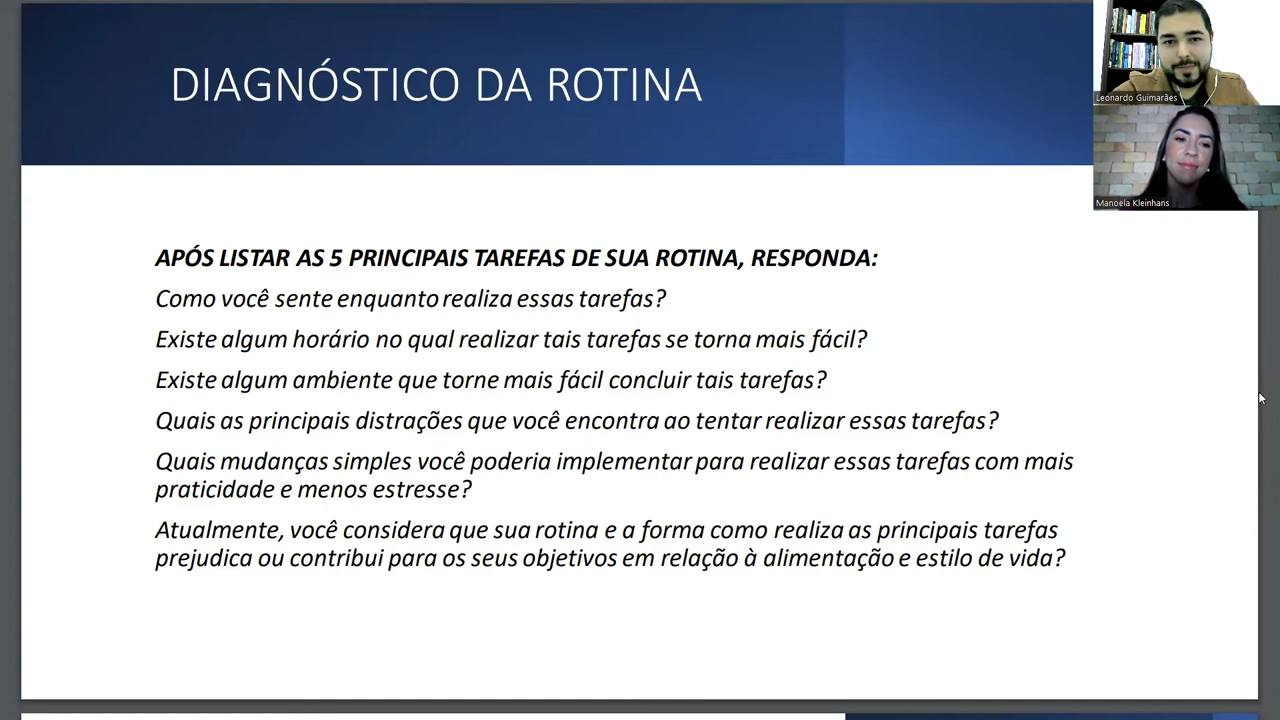 DIAGNÓSTICO DA ROTINA
Leonardo Guimarães
Manoela Kleinhans
APÓS LISTAR AS 5 PRINCIPAIS TAREFAS DE SUA ROTINA, RESPONDA:
Como você sente enquanto realiza essas tarefas?
Existe algum horário no qual realizar tais tarefas se torna mais fácil?
Existe algum ambiente que torne mais fácil concluir tais tarefas?
Quais as principais distrações que você encontra ao tentar realizar essas tarefas?
Quais mudanças simples você poderia implementar para realizar essas tarefas com mais
praticidade e menos estresse?
Atualmente, você considera que sua rotina e a forma como realiza as principais tarefas
prejudica ou contribui para os seus objetivos em relação à alimentação e estilo de vida?